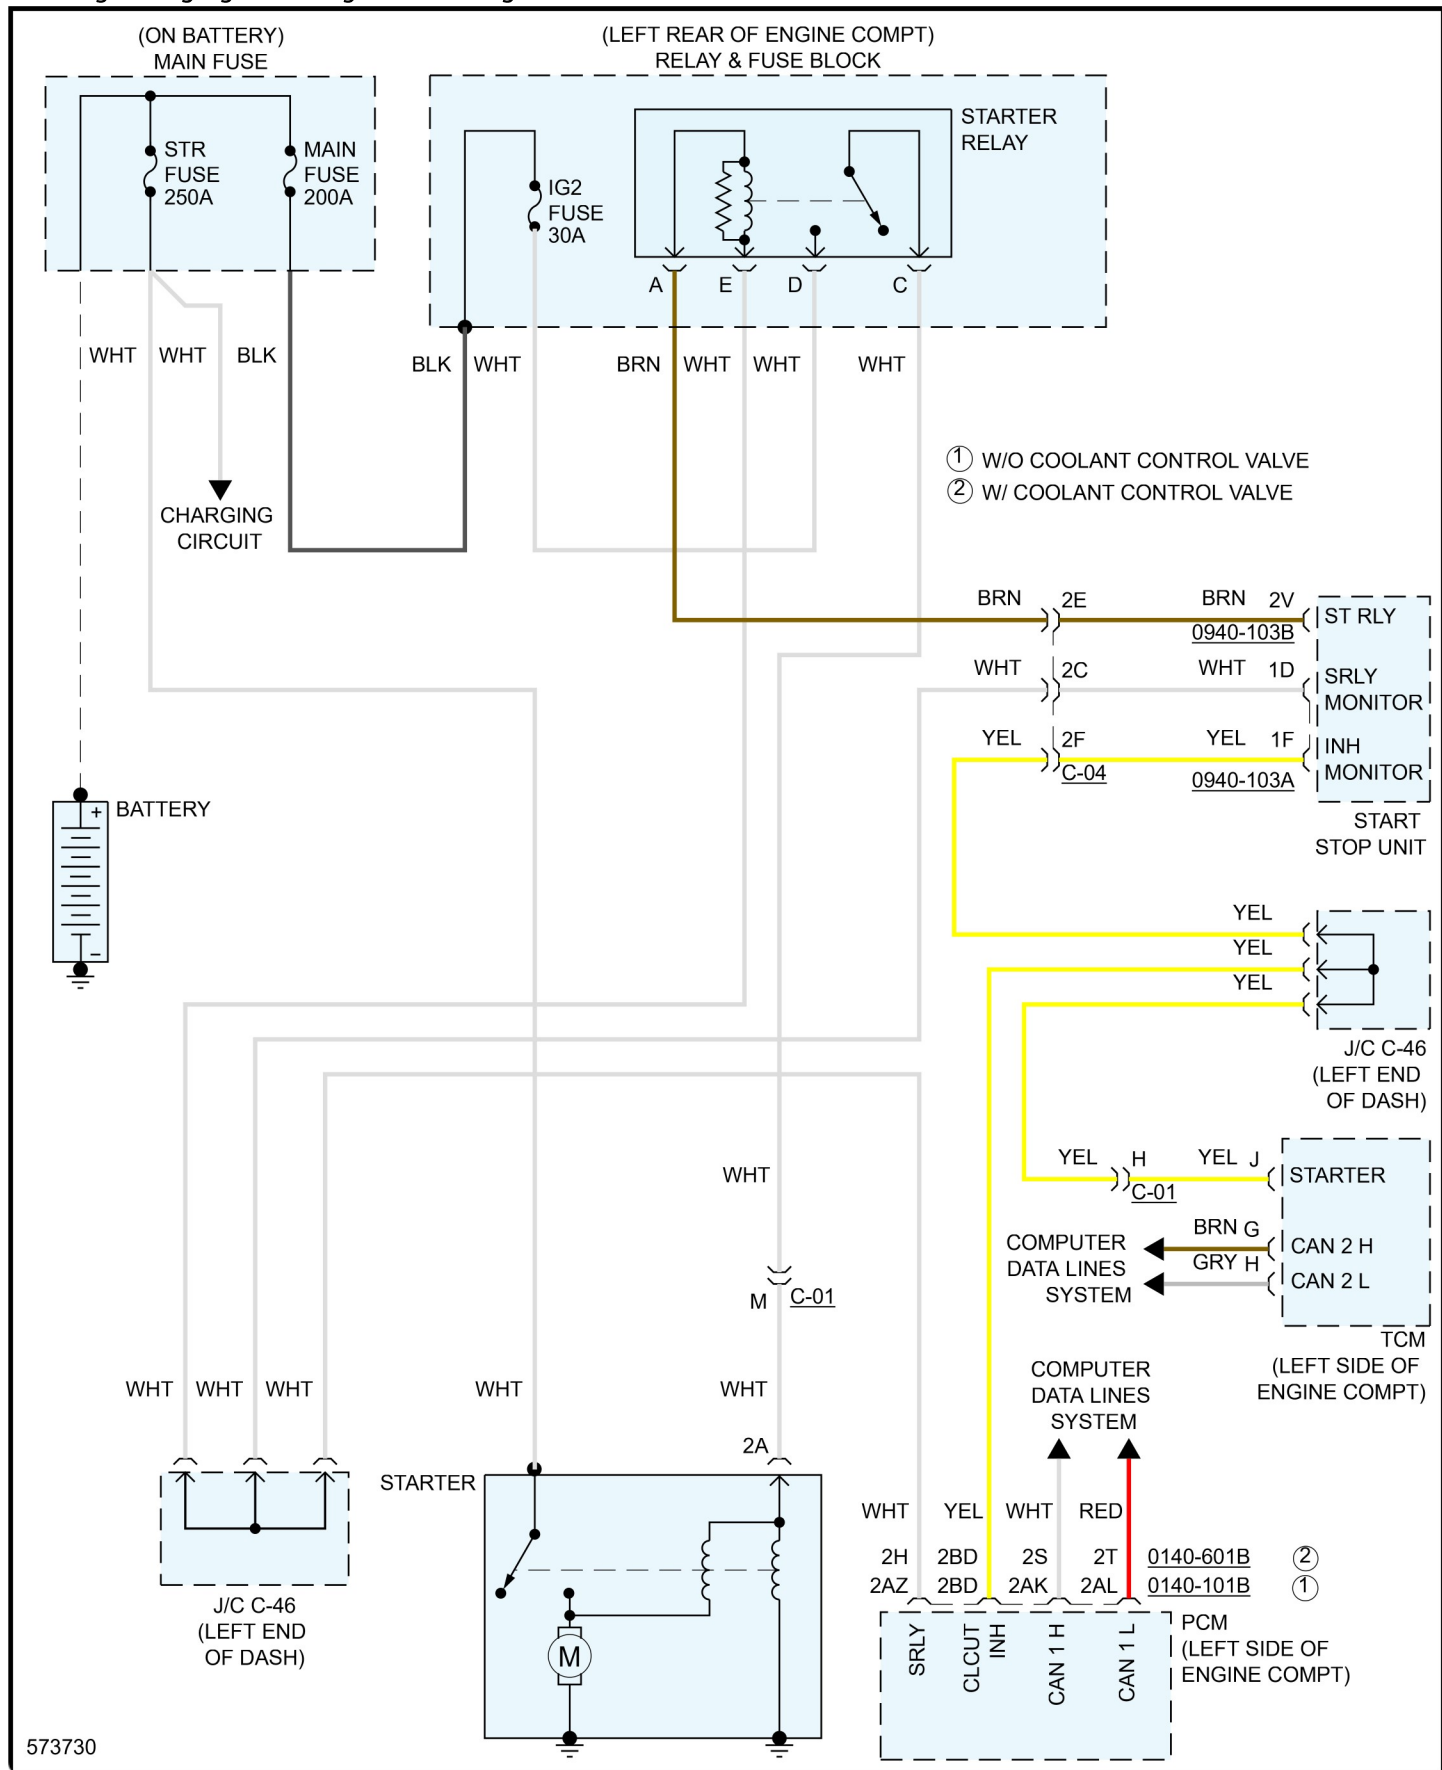 (ON BATTERY)
MAIN FUSE
(LEFT REAR OF ENGINE COMPT)
RELAY & FUSE BLOCK
STR
FUSE
250A
MAIN
FUSE
200A
IG2
FUSE
30A
STARTER
RELAY
A
E
D
C
WHT
WHT
BLK
BLK
WHT
BRN
WHT
WHT
WHT
1 W/O COOLANT CONTROL VALVE
2 W/ COOLANT CONTROL VALVE
CHARGING
CIRCUIT
BRN
2E
BRN
2V
ST RLY
0940-103B
WHT
2C
WHT
1D
SRLY
MONITOR
YEL
2F
YEL
1F
INH
MONITOR
C-04
0940-103A
START
STOP UNIT
BATTERY
+
−
YEL
YEL
YEL
J/C C-46
(LEFT END
OF DASH)
WHT
YEL
H
YEL
J
STARTER
C-01
BRN
G
CAN 2 H
GRY
H
CAN 2 L
COMPUTER
DATA LINES
SYSTEM
TCM
(LEFT SIDE OF
ENGINE COMPT)
M
C-01
WHT
WHT
WHT
WHT
WHT
COMPUTER
DATA LINES
SYSTEM
2A
STARTER
M
J/C C-46
(LEFT END
OF DASH)
WHT
YEL
WHT
RED
2H
2BD
2S
2T
0140-601B
2
2AZ
2BD
2AK
2AL
0140-101B
1
SRLY
CLCUT
INH
CAN 1 H
CAN 1 L
PCM
(LEFT SIDE OF
ENGINE COMPT)
573730